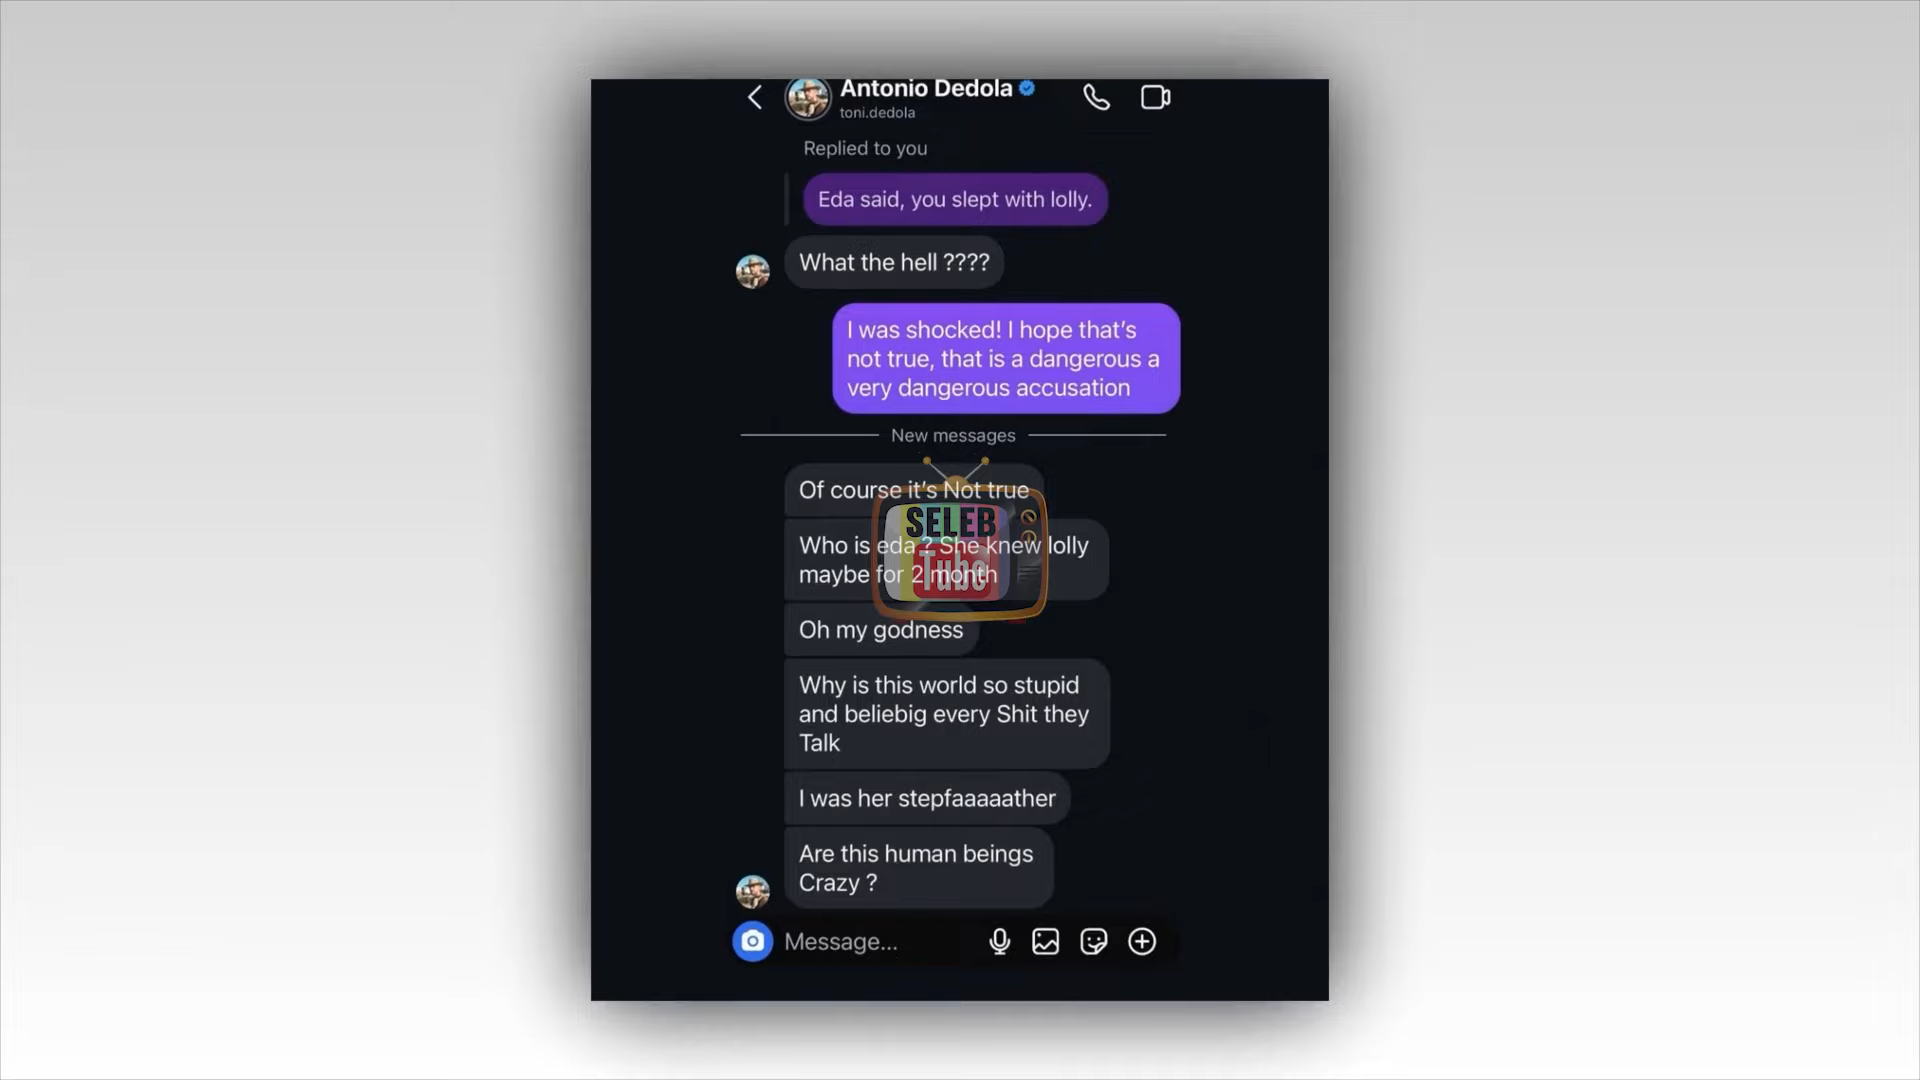 Antonio Dedola
toni.dedola
Replied to you
Eda said, you slept with lolly.
What the hell ????
I was shocked! I hope that's
not true, that is a dangerous a
very dangerous accusation
New messages
Of course it's Not true
SELEB
Tube
Who is eda ? She knew lolly
maybe for 2 month
Oh my godness
Why is this world so stupid
and beliebig every Shit they
Talk
I was her stepfaaaaather
Are this human beings
Crazy ?
Message...